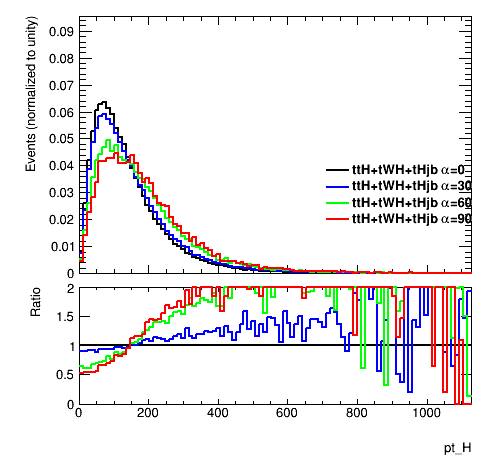 Events (normalized to unity)
0.09
0.08
0.07
0.06
0.05
0.04
0.03
0.02
0.01
0
ttH+tWH+tHjb α=0
ttH+tWH+tHjb α=30
ttH+tWH+tHjb α=60
ttH+tWH+tHjb α=90
Ratio
2
1.5
1
0.5
0
0 200 400 600 800 1000
pt_H